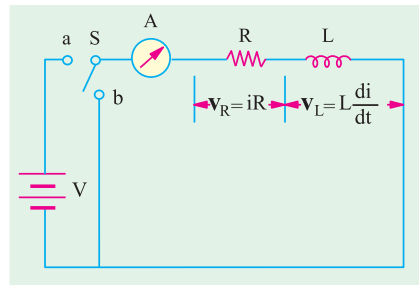 A
a S R L
b
v_R = iR v_L = L di/dt
V